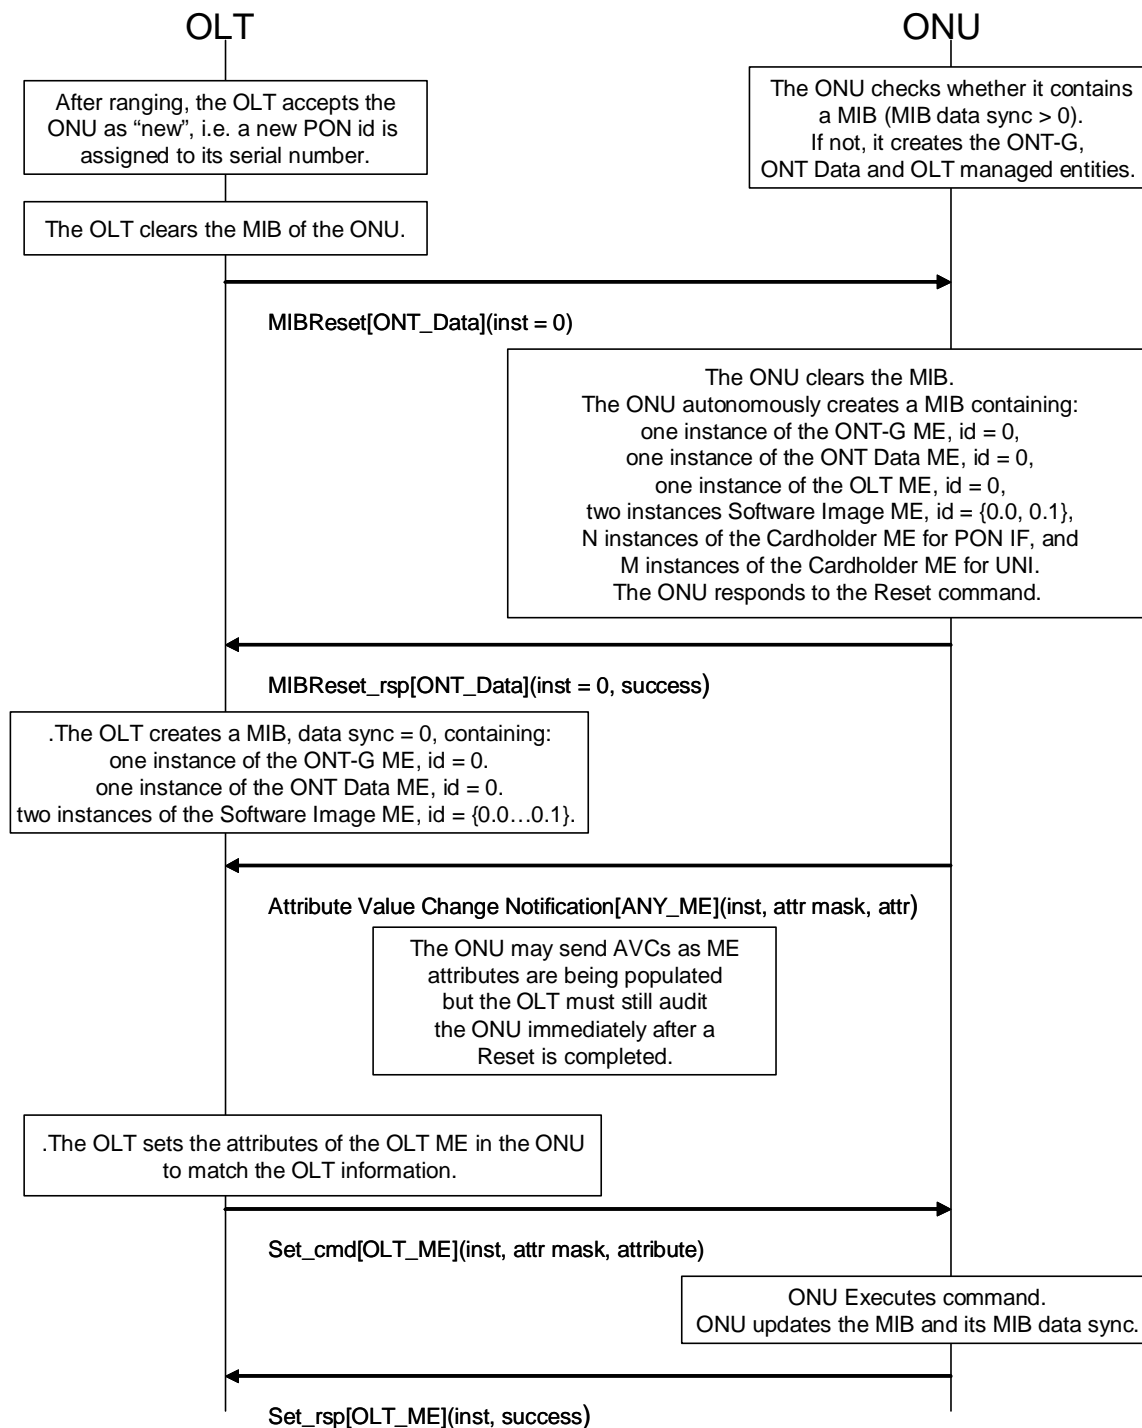 OLT
ONU
After ranging, the OLT accepts the
ONU as “new”, i.e. a new PON id is
assigned to its serial number.
The ONU checks whether it contains
a MIB (MIB data sync > 0).
If not, it creates the ONT-G,
ONT Data and OLT managed entities.
The OLT clears the MIB of the ONU.
MIBReset[ONT_Data](inst = 0)
The ONU clears the MIB.
The ONU autonomously creates a MIB containing:
one instance of the ONT-G ME, id = 0,
one instance of the ONT Data ME, id = 0,
one instance of the OLT ME, id = 0,
two instances Software Image ME, id = {0.0, 0.1},
N instances of the Cardholder ME for PON IF, and
M instances of the Cardholder ME for UNI.
The ONU responds to the Reset command.
MIBReset_rsp[ONT_Data](inst = 0, success)
.The OLT creates a MIB, data sync = 0, containing:
one instance of the ONT-G ME, id = 0.
one instance of the ONT Data ME, id = 0.
two instances of the Software Image ME, id = {0.0…0.1}.
Attribute Value Change Notification[ANY_ME](inst, attr mask, attr)
The ONU may send AVCs as ME
attributes are being populated
but the OLT must still audit
the ONU immediately after a
Reset is completed.
.The OLT sets the attributes of the OLT ME in the ONU
to match the OLT information.
Set_cmd[OLT_ME](inst, attr mask, attribute)
ONU Executes command.
ONU updates the MIB and its MIB data sync.
Set_rsp[OLT_ME](inst, success)